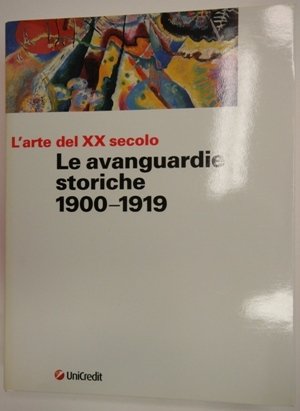 L'arte del XX secolo
Le avanguardie
storiche
1900–1919
UniCredit